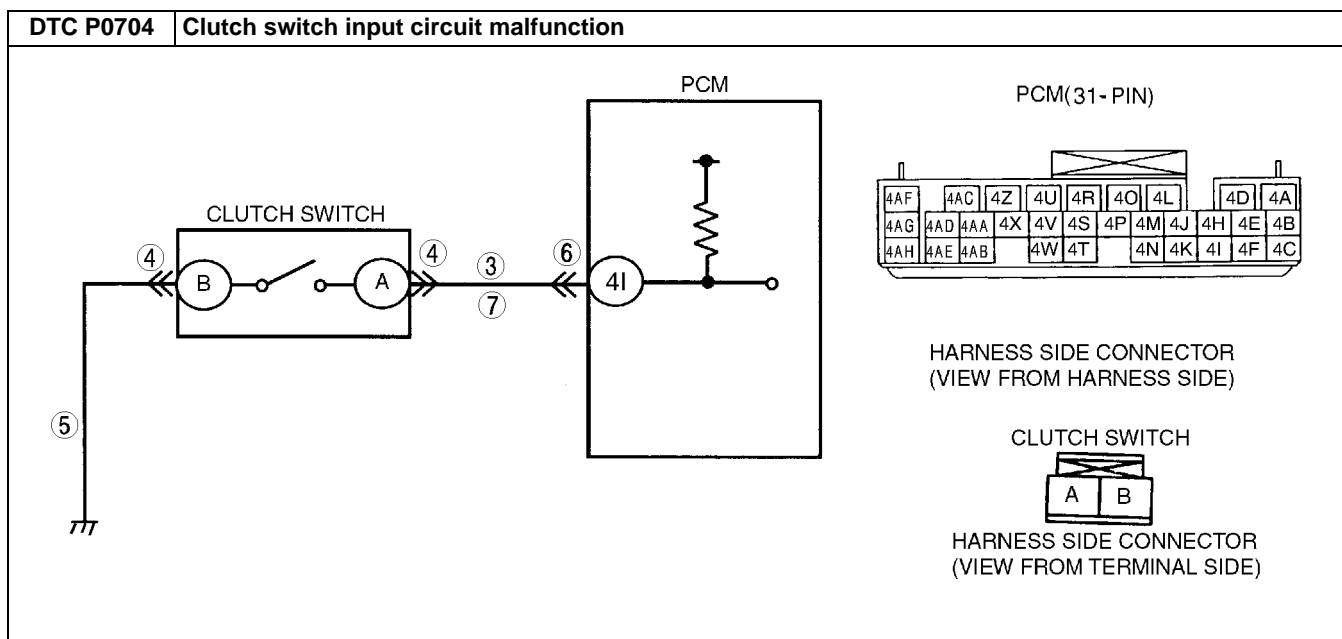 DTC P0704 Clutch switch input circuit malfunction
PCM
PCM(31-PIN)
CLUTCH SWITCH
④ B A ④ ③ ⑦ ⑥ 4I
⑤
4AF 4AC 4Z 4U 4R 4O 4L 4D 4A
4AG 4AD 4AA 4X 4V 4S 4P 4M 4J 4H 4E 4B
4AH 4AE 4AB 4W 4T 4N 4K 4I 4F 4C
HARNESS SIDE CONNECTOR
(VIEW FROM HARNESS SIDE)
CLUTCH SWITCH
A B
HARNESS SIDE CONNECTOR
(VIEW FROM TERMINAL SIDE)